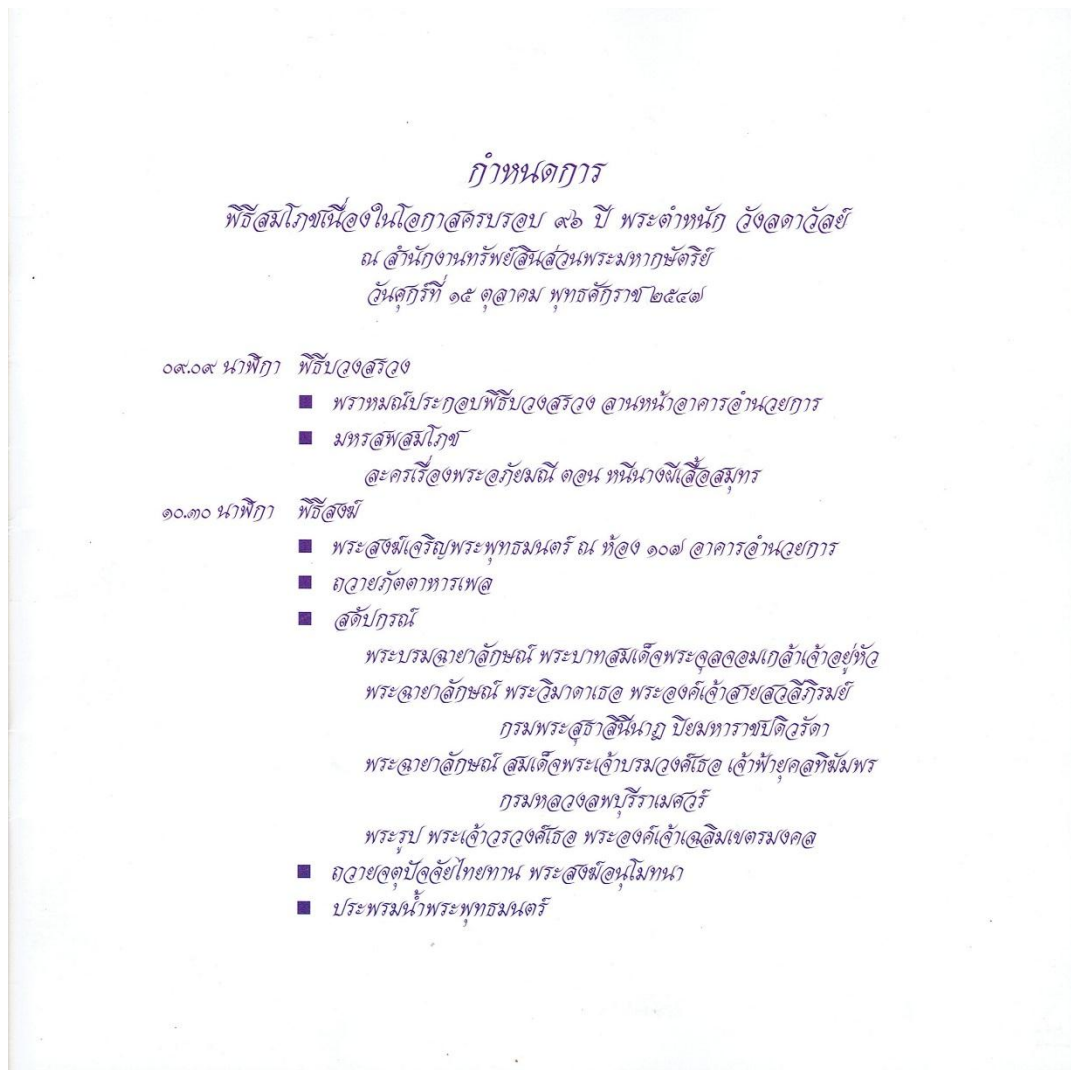 กำหนดการ
พิธีสมโภชเนื่องในโอกาสครบรอบ ๙๖ ปี พระตำหนัก วังลดาวัลย์
ณ สำนักงานทรัพย์สินส่วนพระมหากษัตริย์
วันศุกร์ที่ ๑๕ ตุลาคม พุทธศักราช ๒๕๔๗
๐๙.๐๙ นาฬิกา พิธีบวงสรวง
■ พราหมณ์ประกอบพิธีบวงสรวง ลานหน้าอาคารอำนวยการ
■ มหรสพสมโภช
ละครเรื่องพระอภัยมณี ตอน หนีนางผีเสื้อสมุทร
๑๐.๓๐ นาฬิกา พิธีสงฆ์
■ พระสงฆ์เจริญพระพุทธมนตร์ ณ ห้อง ๑๐๗ อาคารอำนวยการ
■ ถวายภัตตาหารเพล
■ สดัปกรณ์
พระบรมฉายาลักษณ์ พระบาทสมเด็จพระจุลจอมเกล้าเจ้าอยู่หัว
พระฉายาลักษณ์ พระวิมาดาเธอ พระองค์เจ้าสายสวลีภิรมย์
กรมพระสุธาสินีนาฏ ปิยมหาราชปดิวรัดา
พระฉายาลักษณ์ สมเด็จพระเจ้าบรมวงศ์เธอ เจ้าฟ้ายุคลทิฆัมพร
กรมหลวงลพบุรีราเมศวร์
พระรูป พระเจ้าวรวงศ์เธอ พระองค์เจ้าเฉลิมเขตรมงคล
■ ถวายจตุปัจจัยไทยทาน พระสงฆ์อนุโมทนา
■ ประพรมน้ำพระพุทธมนตร์